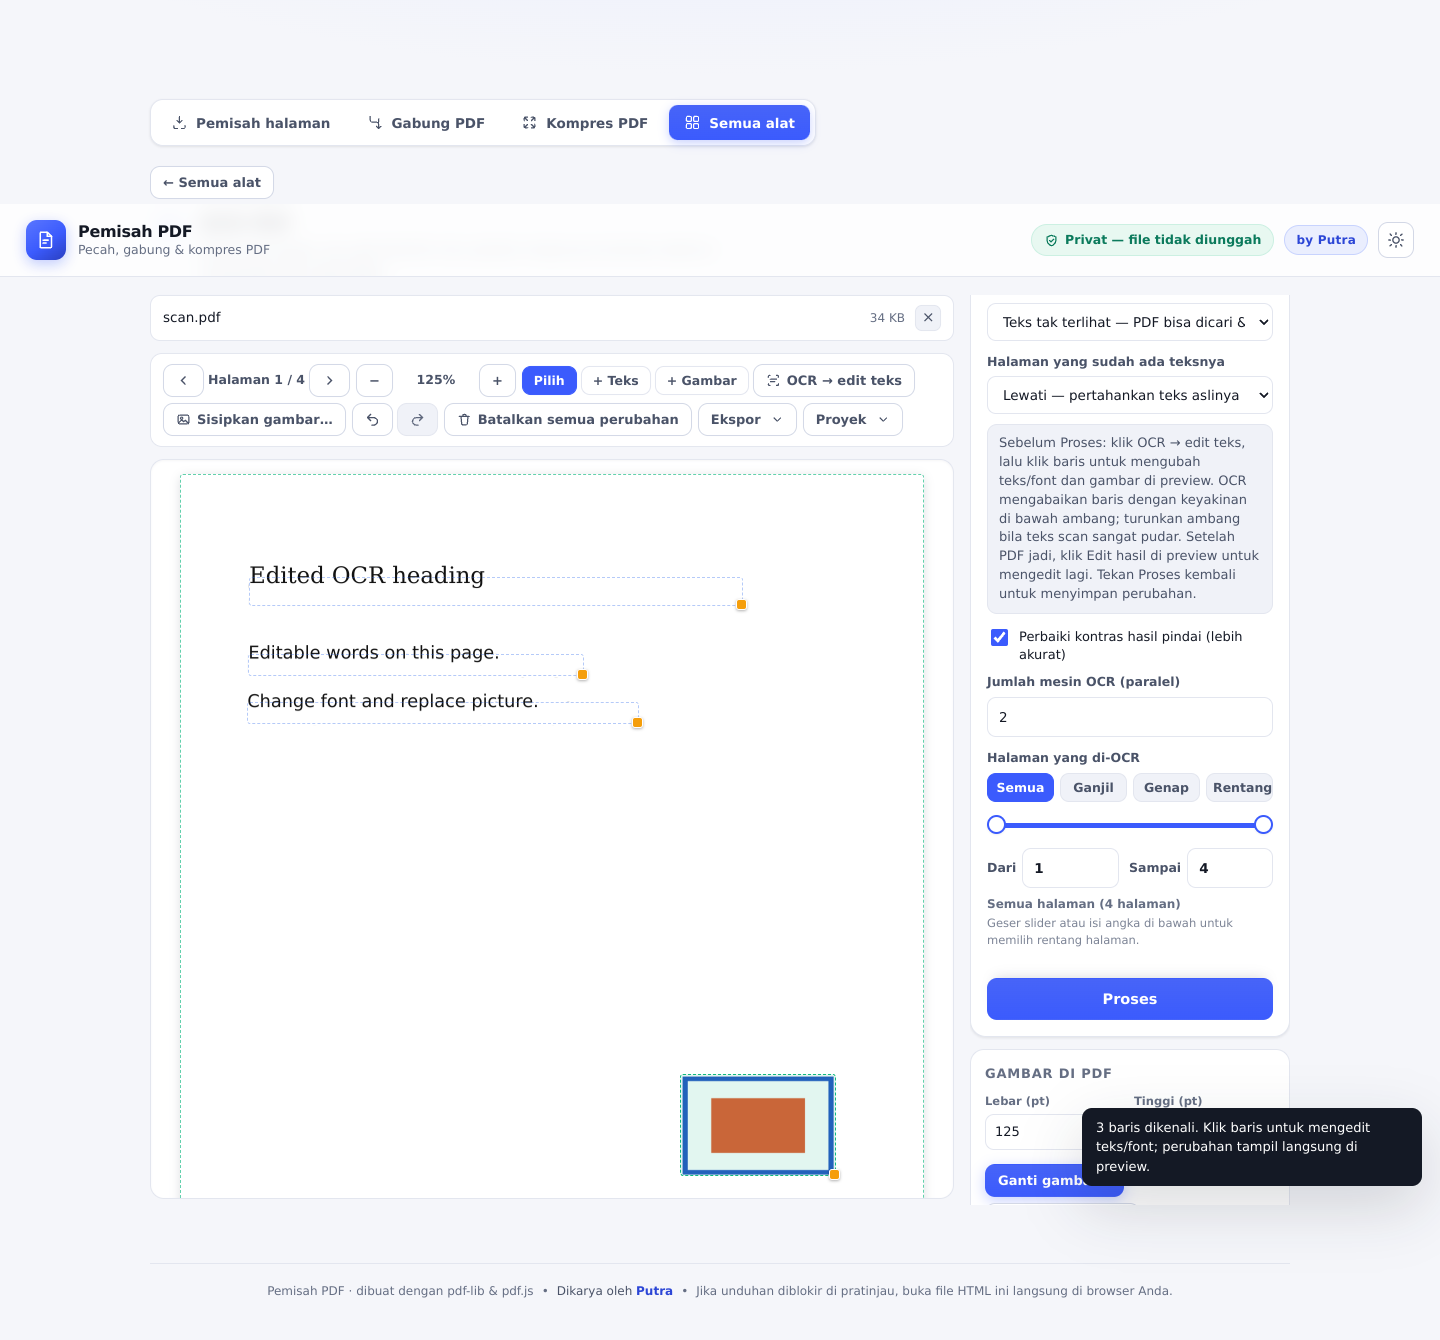 Pemisah halaman
Gabung PDF
Kompres PDF
Semua alat
← Semua alat
Pemisah PDF
Pecah, gabung & kompres PDF
Privat — file tidak diunggah
by Putra
scan.pdf
34 KB
Halaman 1 / 4
−
125%
+
Pilih
+ Teks
+ Gambar
OCR → edit teks
Sisipkan gambar...
Batalkan semua perubahan
Ekspor
Proyek
Edited OCR heading
Editable words on this page.
Change font and replace picture.
Teks tak terlihat — PDF bisa dicari &
Halaman yang sudah ada teksnya
Lewati — pertahankan teks aslinya
Sebelum Proses: klik OCR → edit teks,
lalu klik baris untuk mengubah
teks/font dan gambar di preview. OCR
mengabaikan baris dengan keyakinan
di bawah ambang; turunkan ambang
bila teks scan sangat pudar. Setelah
PDF jadi, klik Edit hasil di preview untuk
mengedit lagi. Tekan Proses kembali
untuk menyimpan perubahan.
Perbaiki kontras hasil pindai (lebih
akurat)
Jumlah mesin OCR (paralel)
2
Halaman yang di-OCR
Semua
Ganjil
Genap
Rentang
Dari
1
Sampai
4
Semua halaman (4 halaman)
Geser slider atau isi angka di bawah untuk
memilih rentang halaman.
Proses
GAMBAR DI PDF
Lebar (pt)
Tinggi (pt)
125
3 baris dikenali. Klik baris untuk mengedit
teks/font; perubahan tampil langsung di
preview.
Ganti
Pemisah PDF · dibuat dengan pdf-lib & pdf.js • Dikarya oleh Putra • Jika unduhan diblokir di pratinjau, buka file HTML ini langsung di browser Anda.